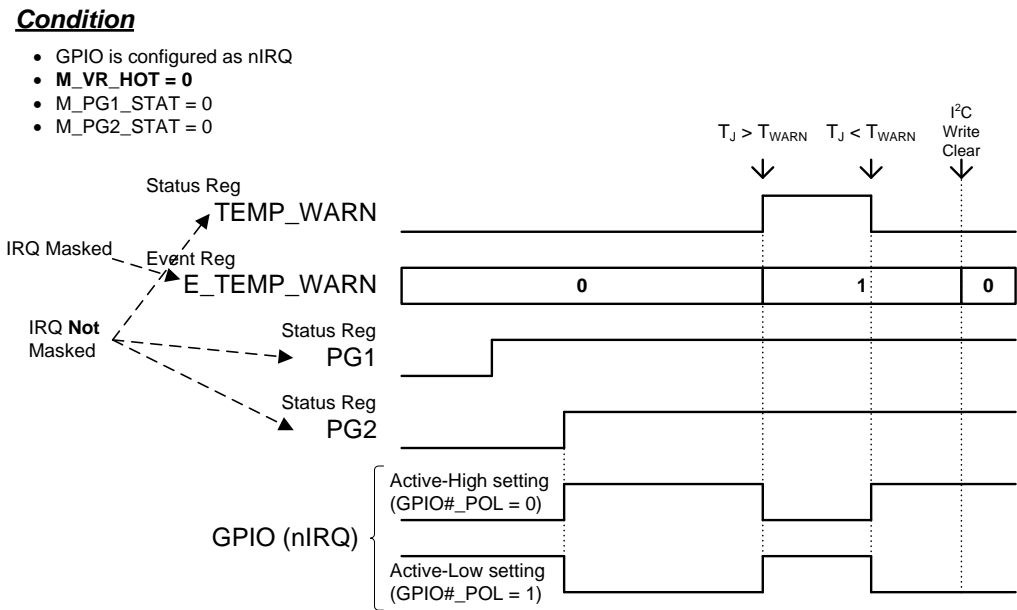 Condition
• GPIO is configured as nIRQ
• M_VR_HOT = 0
• M_PG1_STAT = 0
• M_PG2_STAT = 0
I²C
Write
Clear
TJ > TWARN
TJ < TWARN
Status Reg
TEMP_WARN
IRQ Masked
Event Reg
E_TEMP_WARN
0
1
0
IRQ Not
Masked
Status Reg
PG1
Status Reg
PG2
Active-High setting
(GPIO#_POL = 0)
GPIO (nIRQ)
Active-Low setting
(GPIO#_POL = 1)